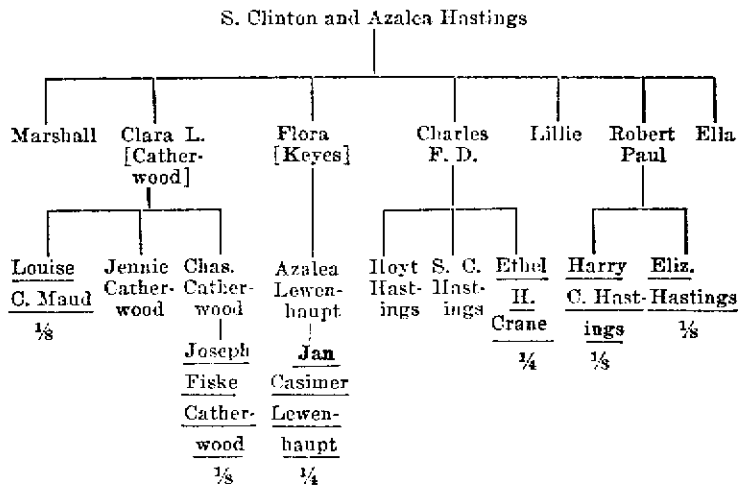 S. Clinton and Azalea Hastings
Marshall Clara L. Flora Charles Lillie Robert Ella
[Cather- [Keyes] F. D. Paul
wood]
Louise Jennie Chas. Azalea Hoyt S. C. Ethel Harry Eliz.
C. Maud Cather- Cather- Lewen- Hast- Hast- H. C. Hast- Hastings
1/8 wood wood haupt ings ings Crane ings 1/8
Joseph Jan 1/4 1/8
Fiske Casimer
Cather- Lewen-
wood haupt
1/8 1/4